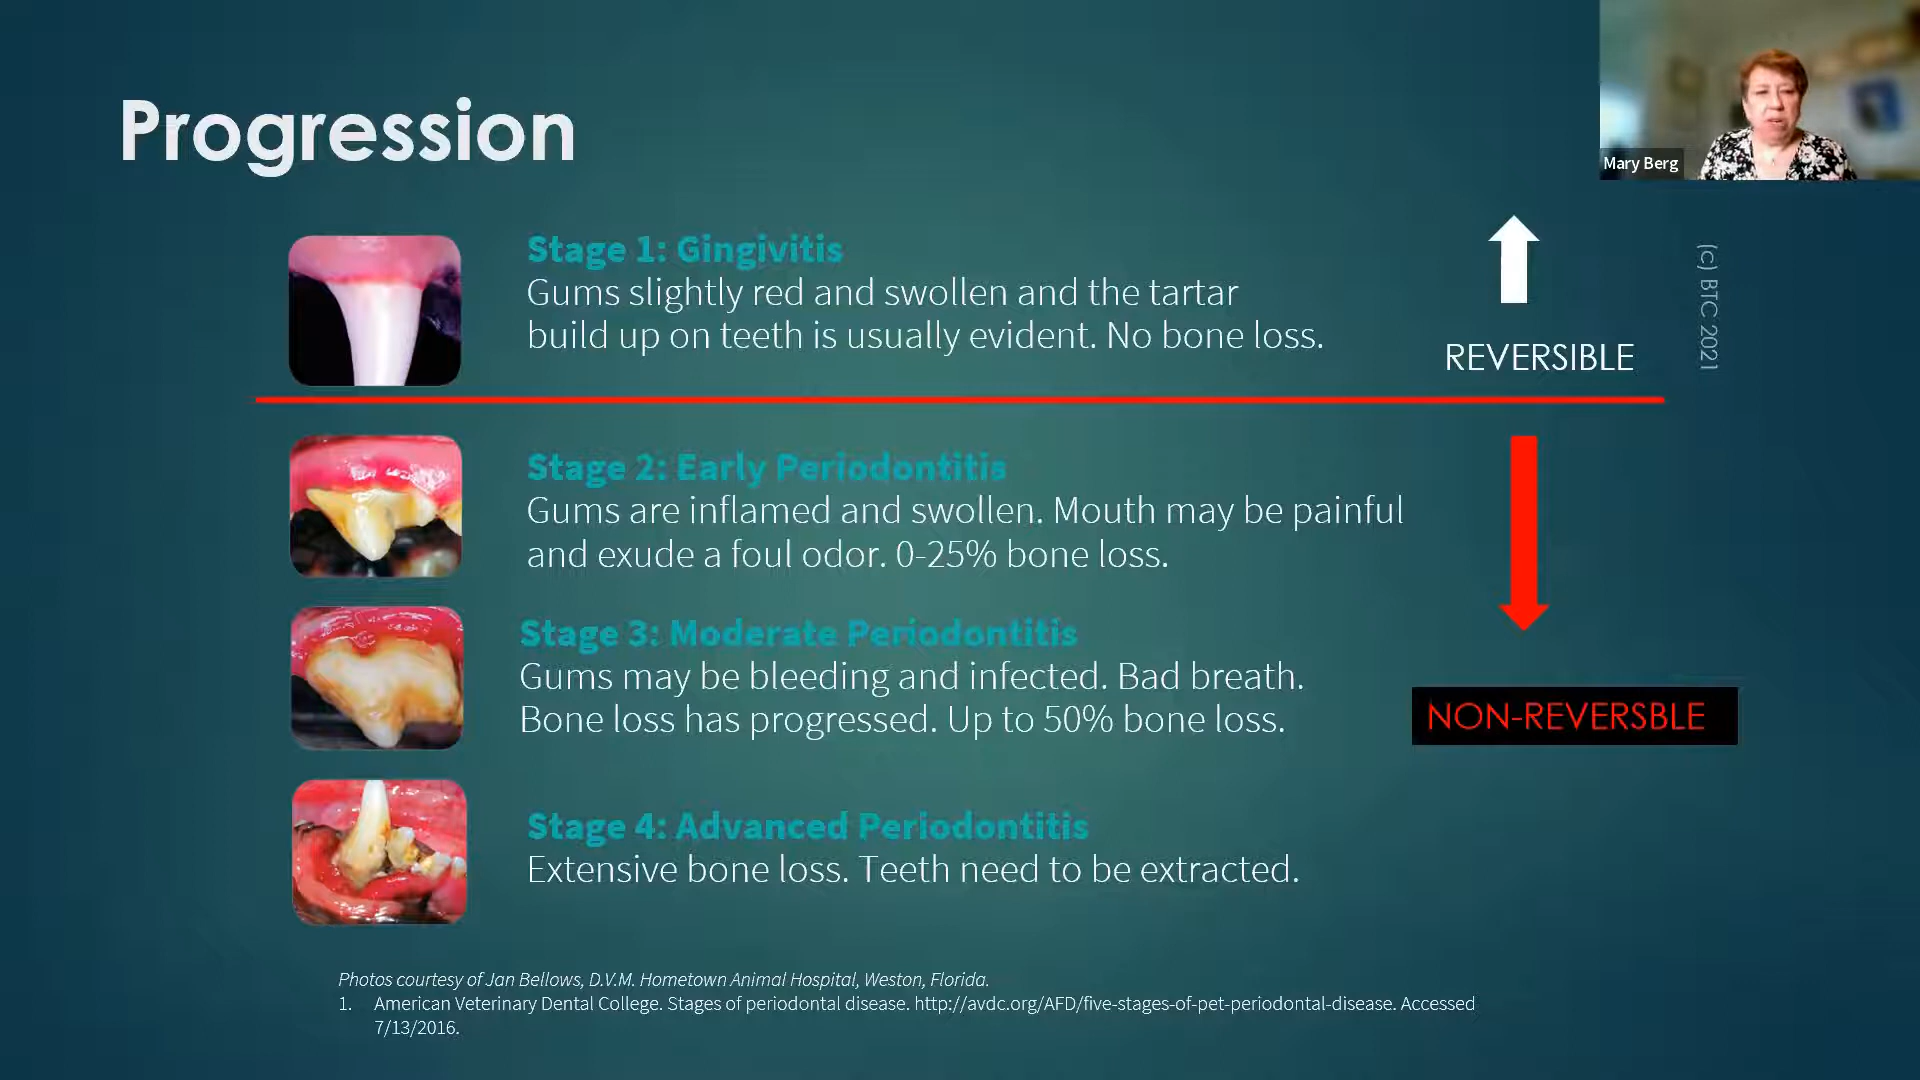 Progression
Mary Berg
Stage 1: Gingivitis
Gums slightly red and swollen and the tartar
build up on teeth is usually evident. No bone loss.
REVERSIBLE
(c) BTC 2021
Stage 2: Early Periodontitis
Gums are inflamed and swollen. Mouth may be painful
and exude a foul odor. 0-25% bone loss.
Stage 3: Moderate Periodontitis
Gums may be bleeding and infected. Bad breath.
Bone loss has progressed. Up to 50% bone loss.
NON-REVERSBLE
Stage 4: Advanced Periodontitis
Extensive bone loss. Teeth need to be extracted.
Photos courtesy of Jan Bellows, D.V.M. Hometown Animal Hospital, Weston, Florida.
1. American Veterinary Dental College. Stages of periodontal disease. http://avdc.org/AFD/five-stages-of-pet-periodontal-disease. Accessed
7/13/2016.